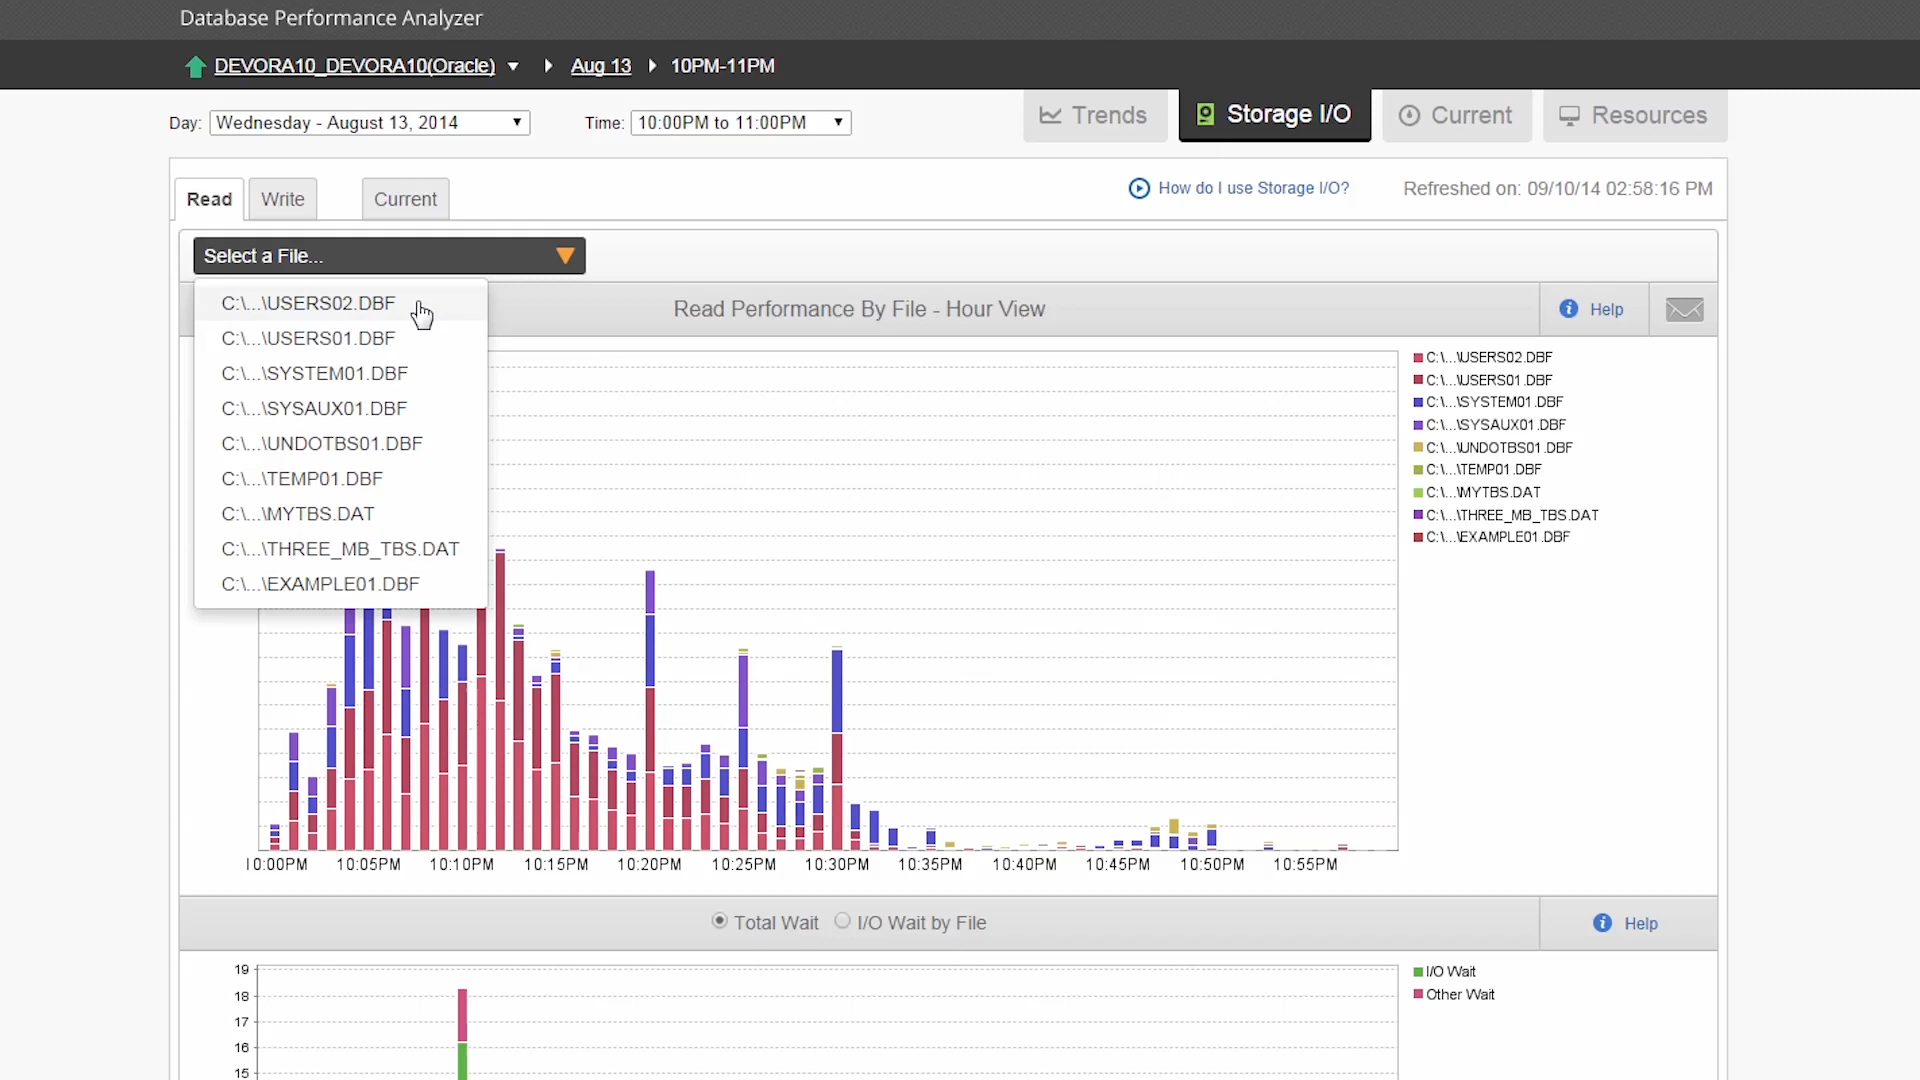 Database Performance Analyzer
DEVORA10_DEVORA10(Oracle) Aug 13 10PM-11PM
Day: Wednesday - August 13, 2014 Time: 10:00PM to 11:00PM
Trends Storage I/O Current Resources
Read Write Current
How do I use Storage I/O? Refreshed on: 09/10/14 02:58:16 PM
Select a File...
C:\...\USERS02.DBF
C:\...\USERS01.DBF
C:\...\SYSTEM01.DBF
C:\...\SYSAUX01.DBF
C:\...\UNDOTBS01.DBF
C:\...\TEMP01.DBF
C:\...\MYTBS.DAT
C:\...\THREE_MB_TBS.DAT
C:\...\EXAMPLE01.DBF
Read Performance By File - Hour View
Help
C:\...\USERS02.DBF
C:\...\USERS01.DBF
C:\...\SYSTEM01.DBF
C:\...\SYSAUX01.DBF
C:\...\UNDOTBS01.DBF
C:\...\TEMP01.DBF
C:\...\MYTBS.DAT
C:\...\THREE_MB_TBS.DAT
C:\...\EXAMPLE01.DBF
10:00PM 10:05PM 10:10PM 10:15PM 10:20PM 10:25PM 10:30PM 10:35PM 10:40PM 10:45PM 10:50PM 10:55PM
Total Wait I/O Wait by File
Help
19
18
17
16
15
I/O Wait
Other Wait